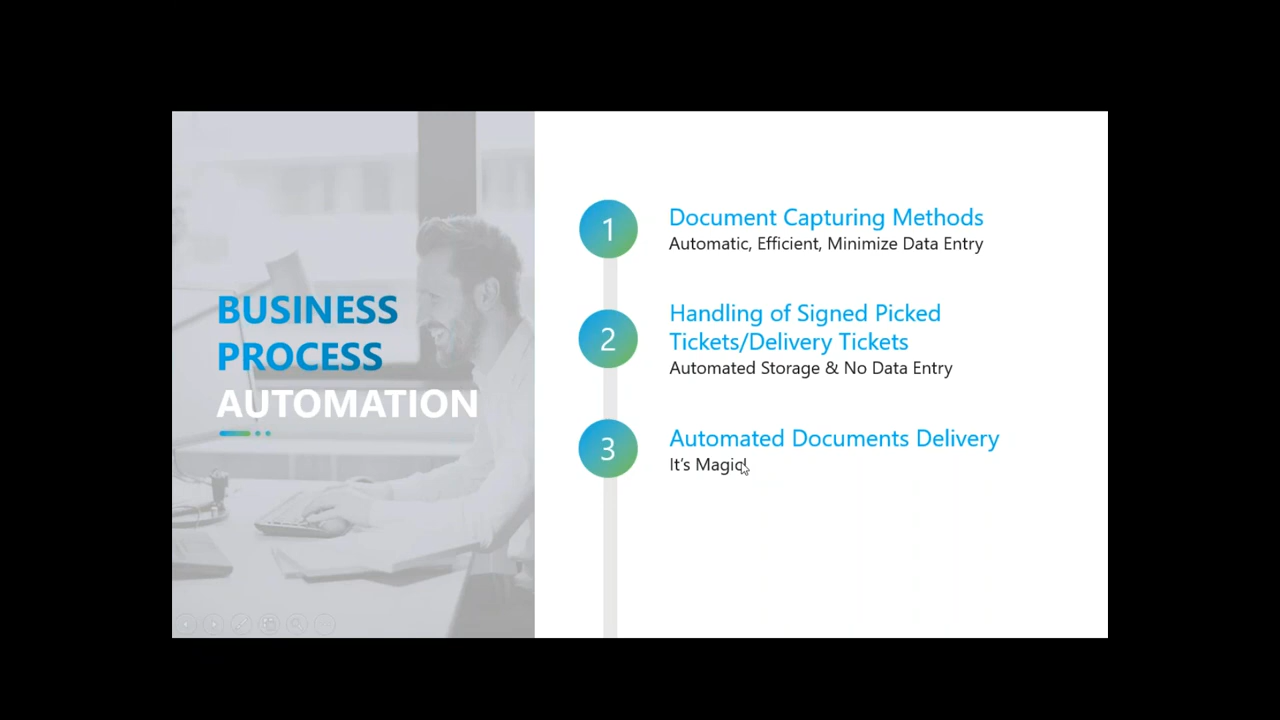 BUSINESS
PROCESS
AUTOMATION
1
Document Capturing Methods
Automatic, Efficient, Minimize Data Entry
2
Handling of Signed Picked
Tickets/Delivery Tickets
Automated Storage & No Data Entry
3
Automated Documents Delivery
It's Magic!